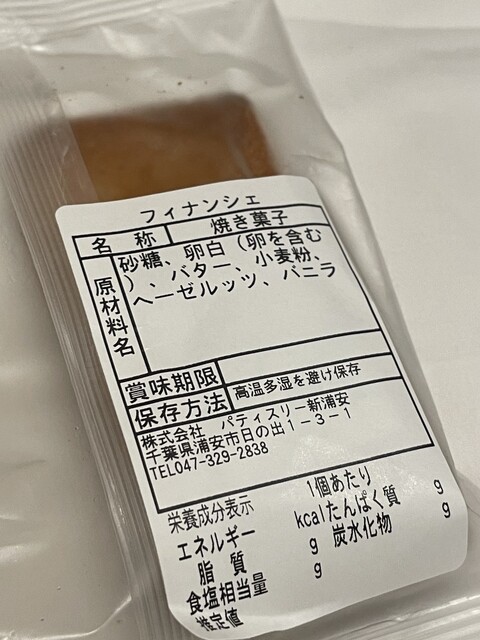 フィナンシェ
名 称 焼き菓子
原材料名 砂糖、卵白（卵を含む
）、バター、小麦粉、
ヘーゼルッツ、バニラ
賞味期限
保存方法 高温多湿を避け保存
株式会社 パティスリー新浦安
千葉県浦安市日の出1－3－1
TEL047-329-2838
栄養成分表示 1個あたり
エネルギー kcal たんぱく質 g
脂 質 g 炭水化物 g
食塩相当量 g
推定値